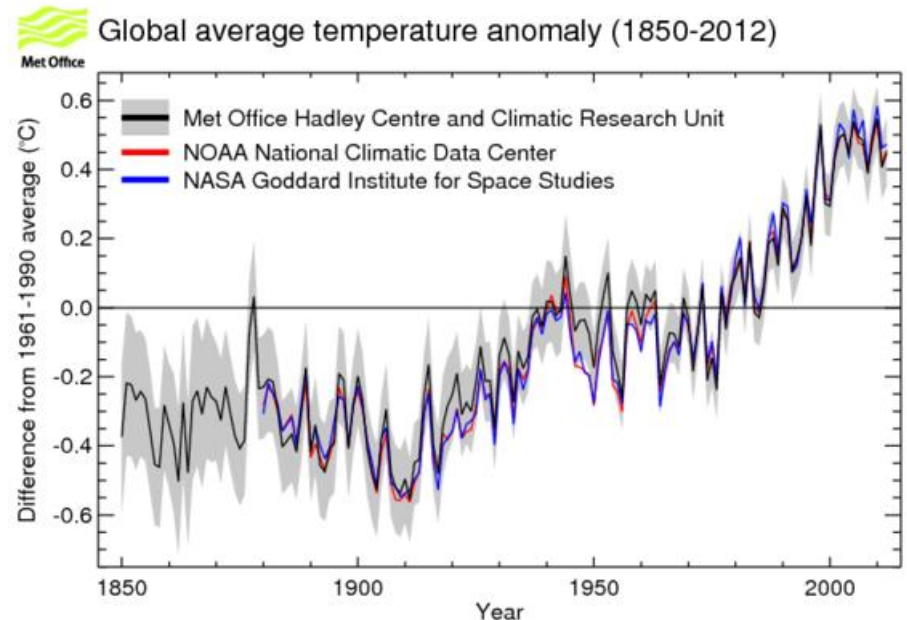 Met Office
Global average temperature anomaly (1850-2012)
Met Office Hadley Centre and Climatic Research Unit
NOAA National Climatic Data Center
NASA Goddard Institute for Space Studies
Difference from 1961-1990 average (°C)
0.6
0.4
0.2
0.0
-0.2
-0.4
-0.6
1850 1900 1950 2000
Year